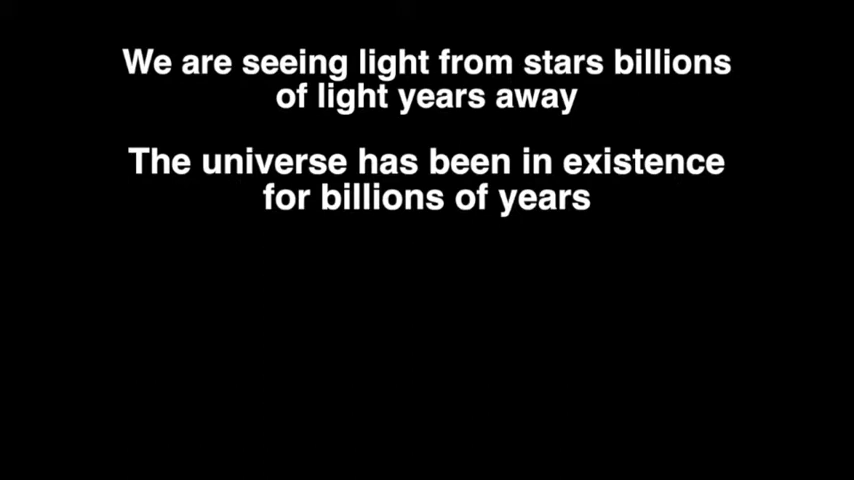 We are seeing light from stars billions
of light years away
The universe has been in existence
for billions of years